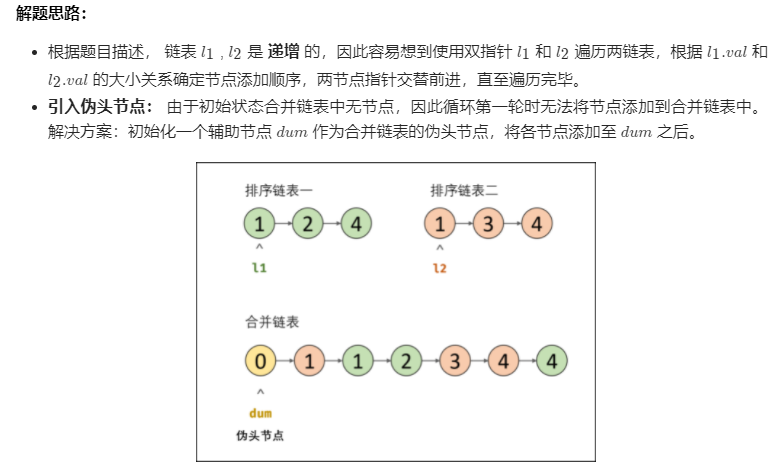 解题思路：
• 根据题目描述， 链表 l1 , l2 是 递增 的，因此容易想到使用双指针 l1 和 l2 遍历两链表，根据 l1.val 和
l2.val 的大小关系确定节点添加顺序，两节点指针交替前进，直至遍历完毕。
• 引入伪头节点： 由于初始状态合并链表中无节点，因此循环第一轮时无法将节点添加到合并链表中。
解决方案：初始化一个辅助节点 dum 作为合并链表的伪头节点，将各节点添加至 dum 之后。
排序链表一 排序链表二
1 2 4 1 3 4
^ ^
l1 l2
合并链表
0 1 1 2 3 4 4
^
dum
伪头节点